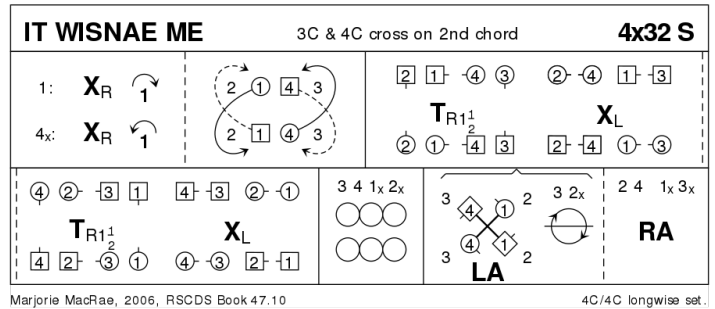 IT WISNAE ME 3C & 4C cross on 2nd chord 4x32 S
1: XR 1
4x: XR 1
2 1 4 3
2 1 4 3
2 1 4 3 2 4 1 3
TR1½ XL
2 1 4 3 2 4 1 3
4 2 3 1 4 3 2 1
TR1½ XL
4 2 3 1 4 3 2 1
3 4 1x 2x
3 4 1 2
3 4 1 2
LA
3 2x
2 4 1x 3x
RA
Marjorie MacRae, 2006, RSCDS Book 47.10 4C/4C longwise set.